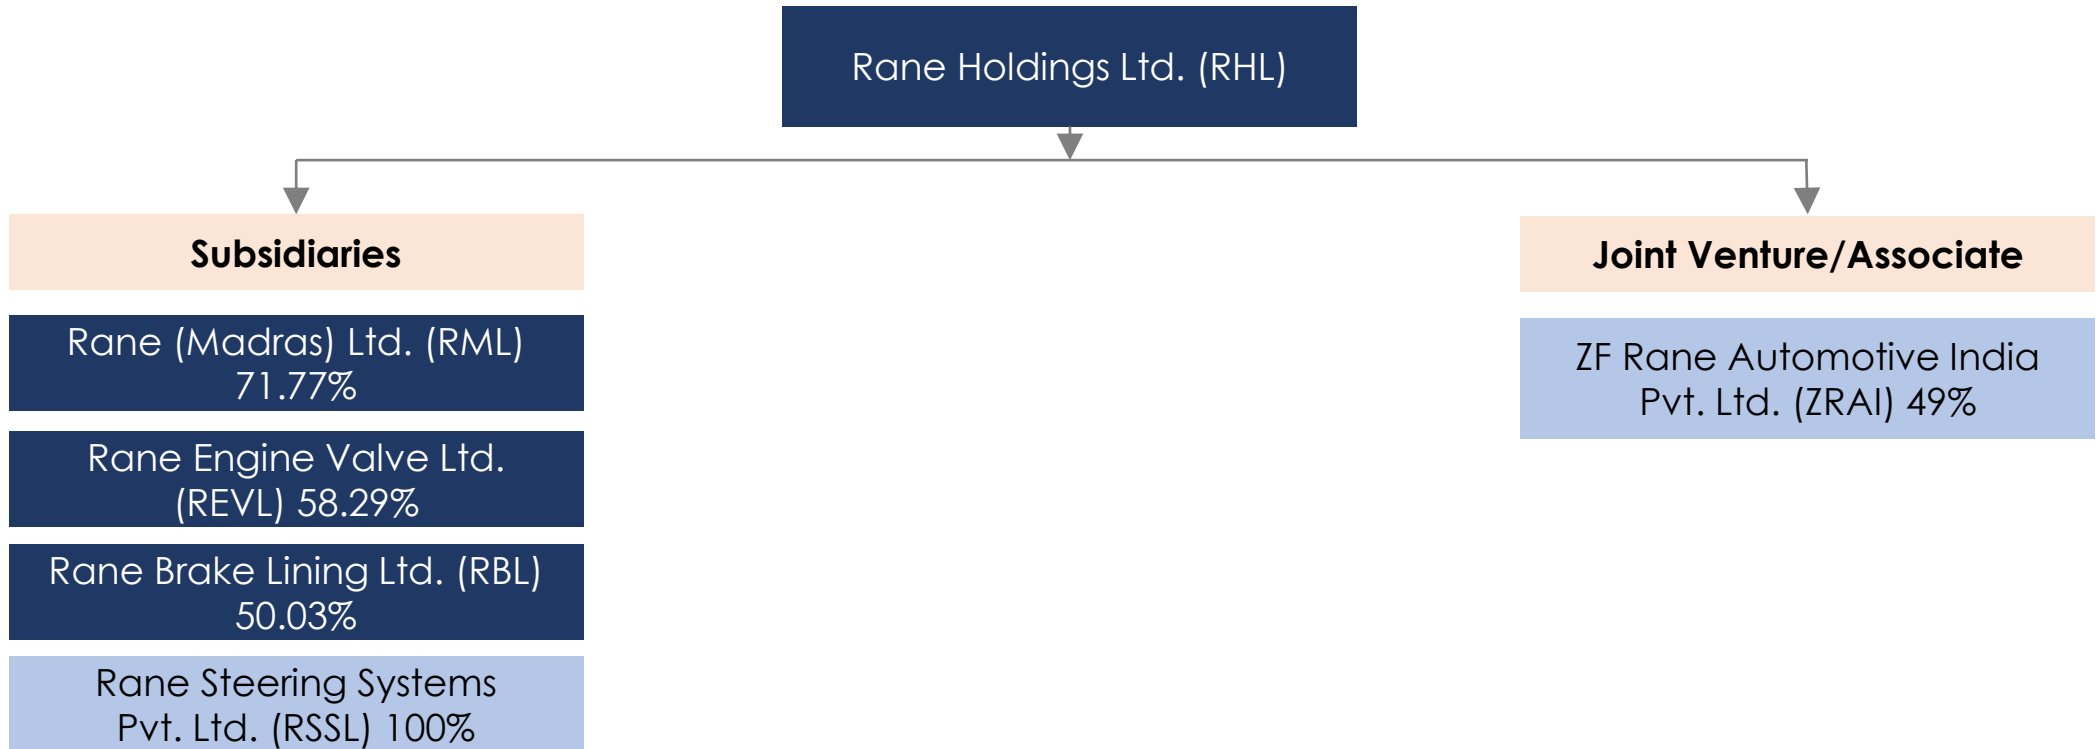 Rane Holdings Ltd. (RHL)
Subsidiaries
Rane (Madras) Ltd. (RML)
71.77%
Rane Engine Valve Ltd.
(REVL) 58.29%
Rane Brake Lining Ltd. (RBL)
50.03%
Rane Steering Systems
Pvt. Ltd. (RSSL) 100%
Joint Venture/Associate
ZF Rane Automotive India
Pvt. Ltd. (ZRAI) 49%